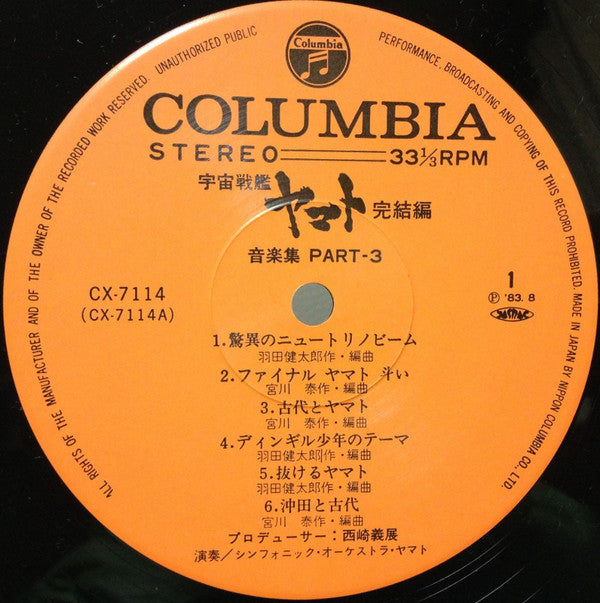 ALL RIGHTS OF THE MANUFACTURER AND OF THE OWNER OF THE RECORDED WORK RESERVED. UNAUTHORIZED PUBLIC PERFORMANCE, BROADCASTING AND COPYING OF THIS RECORD PROHIBITED. MADE IN JAPAN BY NIPPON COLUMBIA CO., LTD.
Columbia
COLUMBIA
STEREO 33⅓RPM
宇宙戦艦 ヤマト 完結編
音楽集 PART-3
CX-7114
(CX-7114A)
1
Ⓟ '83. 8
JASRAC
1.驚異のニュートリノビーム
羽田健太郎作・編曲
2.ファイナル ヤマト 斗い
宮川 泰作・編曲
3.古代とヤマト
宮川 泰作・編曲
4.ディンギル少年のテーマ
羽田健太郎作・編曲
5.抜けるヤマト
羽田健太郎作・編曲
6.沖田と古代
宮川 泰作・編曲
プロデューサー:西崎義展
演奏/シンフォニック・オーケストラ・ヤマト